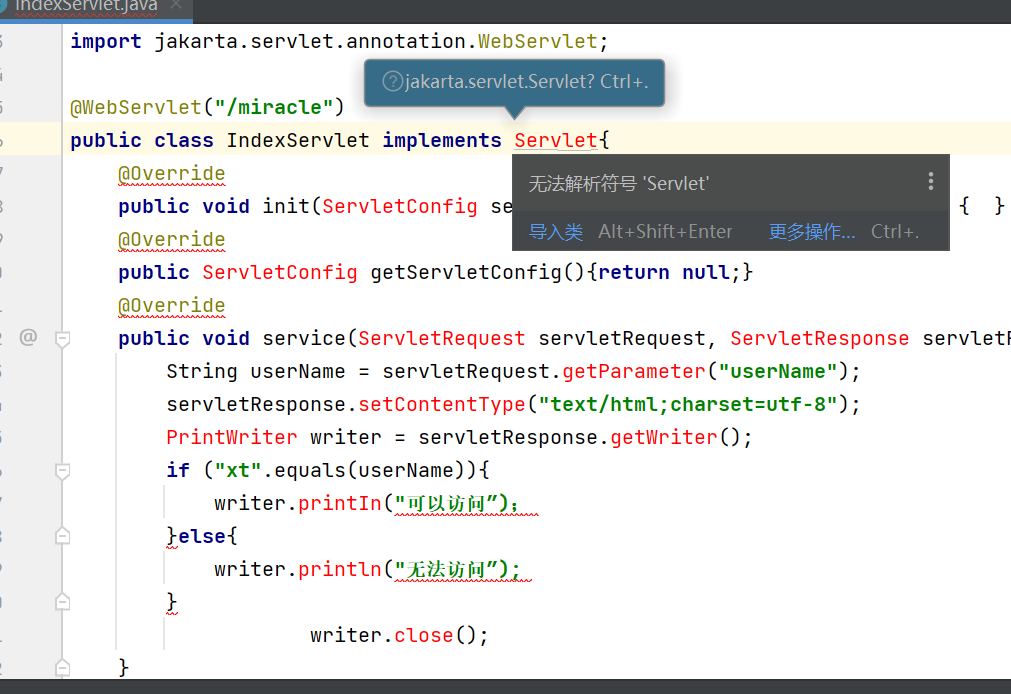 IndexServlet.java
import jakarta.servlet.annotation.WebServlet;
?jakarta.servlet.Servlet? Ctrl+.
@WebServlet("/miracle")
public class IndexServlet implements Servlet{
@Override
无法解析符号 'Servlet'
public void init(ServletConfig se { }
导入类 Alt+Shift+Enter 更多操作... Ctrl+.
@Override
public ServletConfig getServletConfig(){return null;}
@Override
@ public void service(ServletRequest servletRequest, ServletResponse servletR
String userName = servletRequest.getParameter("userName");
servletResponse.setContentType("text/html;charset=utf-8");
PrintWriter writer = servletResponse.getWriter();
if ("xt".equals(userName)){
writer.printIn("可以访问”);
}else{
writer.println("无法访问”);
}
writer.close();
}